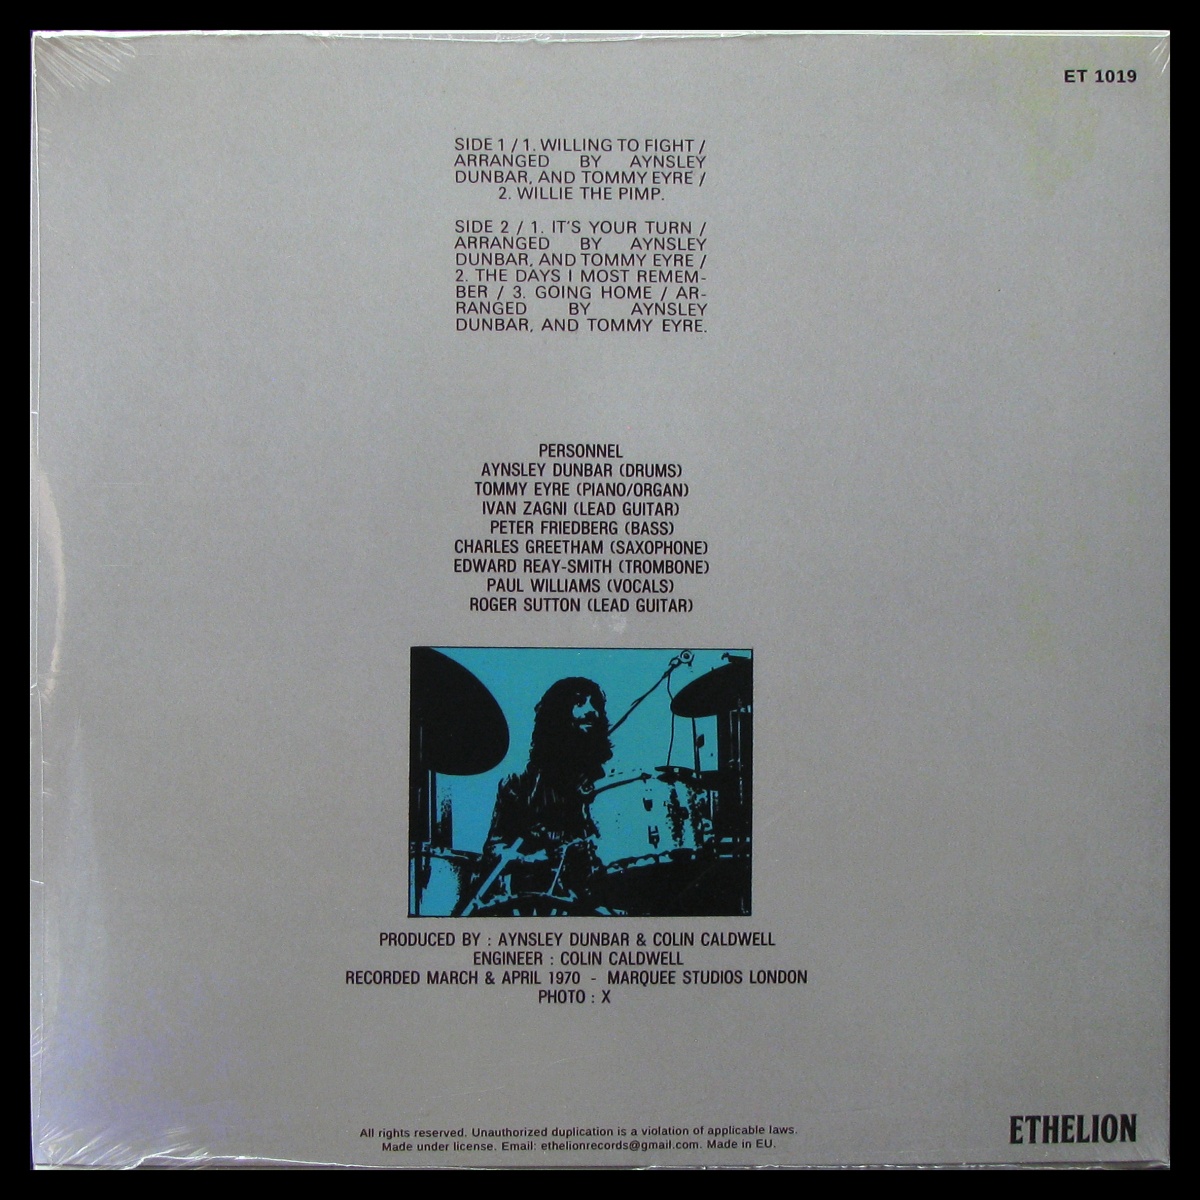 ET 1019
SIDE 1 / 1. WILLING TO FIGHT /
ARRANGED BY AYNSLEY
DUNBAR, AND TOMMY EYRE /
2. WILLIE THE PIMP.
SIDE 2 / 1. IT'S YOUR TURN /
ARRANGED BY AYNSLEY
DUNBAR, AND TOMMY EYRE /
2. THE DAYS I MOST REMEM-
BER / 3. GOING HOME / AR-
RANGED BY AYNSLEY
DUNBAR, AND TOMMY EYRE.
PERSONNEL
AYNSLEY DUNBAR (DRUMS)
TOMMY EYRE (PIANO/ORGAN)
IVAN ZAGNI (LEAD GUITAR)
PETER FRIEDBERG (BASS)
CHARLES GREETHAM (SAXOPHONE)
EDWARD REAY-SMITH (TROMBONE)
PAUL WILLIAMS (VOCALS)
ROGER SUTTON (LEAD GUITAR)
PRODUCED BY : AYNSLEY DUNBAR & COLIN CALDWELL
ENGINEER : COLIN CALDWELL
RECORDED MARCH & APRIL 1970 - MARQUEE STUDIOS LONDON
PHOTO : X
All rights reserved. Unauthorized duplication is a violation of applicable laws.
Made under license. Email: ethelionrecords@gmail.com. Made in EU.
ETHELION